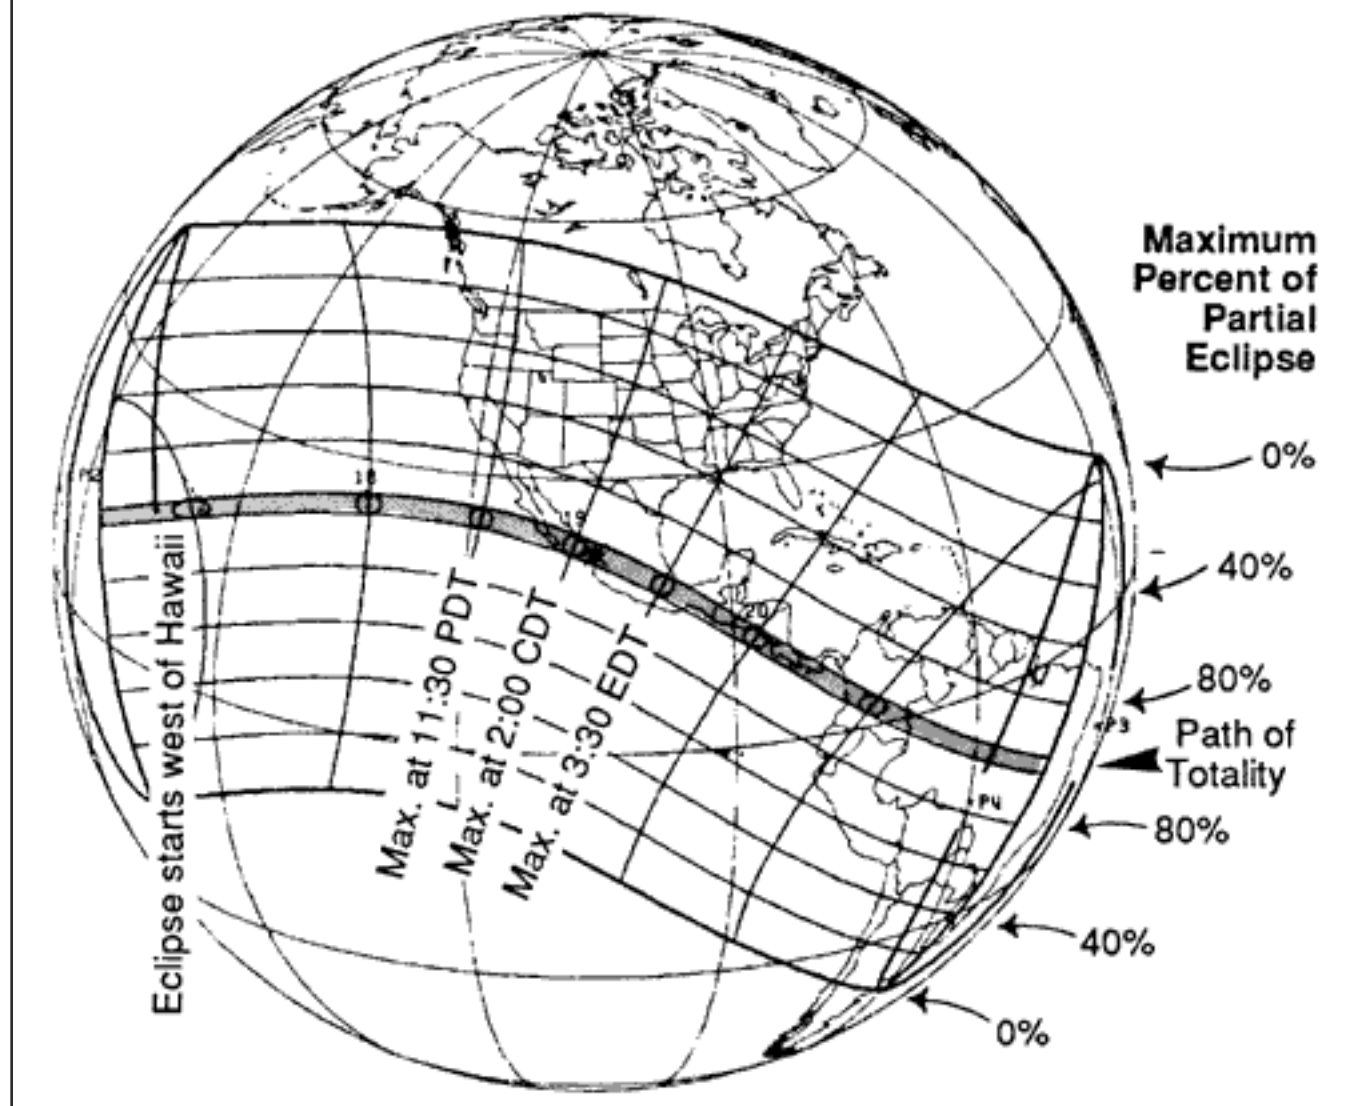 Maximum
Percent of
Partial
Eclipse
0%
40%
80%
Path of
Totality
80%
40%
0%
18
19
20
P3
P4
Eclipse starts west of Hawaii
Max. at 11:30 PDT
Max. at 2:00 CDT
Max. at 3:30 EDT